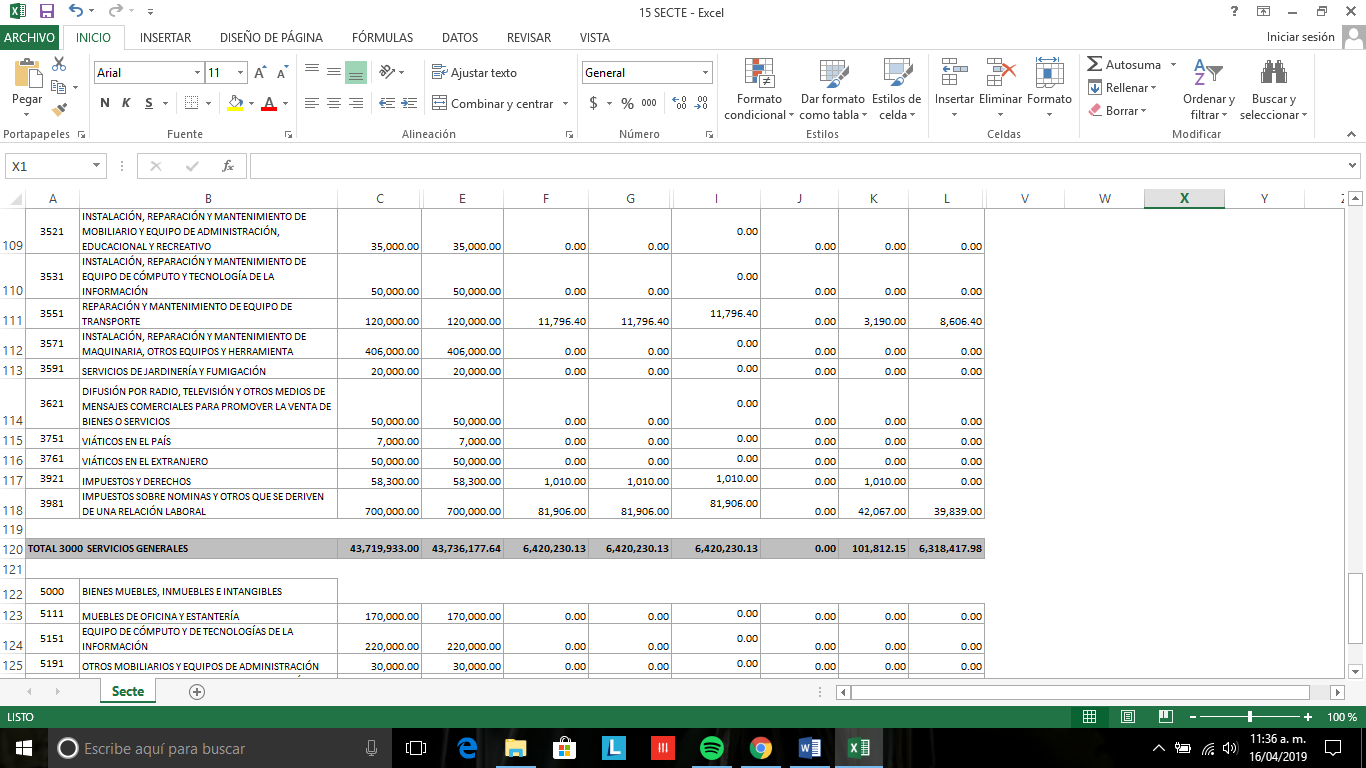 15 SECTE - Excel
?
ARCHIVO INICIO INSERTAR DISEÑO DE PÁGINA FÓRMULAS DATOS REVISAR VISTA Iniciar sesión
Arial 11 Ajustar texto General Autosuma
Rellenar
Borrar
Pegar N K S Combinar y centrar $ % 000
Formato condicional Dar formato como tabla Estilos de celda Insertar Eliminar Formato Ordenar y filtrar Buscar y seleccionar
Portapapeles Fuente Alineación Número Estilos Celdas Modificar
X1 fx
A B C E F G I J K L V W X Y
INSTALACIÓN, REPARACIÓN Y MANTENIMIENTO DE
3521 MOBILIARIO Y EQUIPO DE ADMINISTRACIÓN, 0.00
109 EDUCACIONAL Y RECREATIVO 35,000.00 35,000.00 0.00 0.00 0.00 0.00 0.00
INSTALACIÓN, REPARACIÓN Y MANTENIMIENTO DE
3531 EQUIPO DE CÓMPUTO Y TECNOLOGÍA DE LA 0.00
110 INFORMACIÓN 50,000.00 50,000.00 0.00 0.00 0.00 0.00 0.00
3551 REPARACIÓN Y MANTENIMIENTO DE EQUIPO DE 11,796.40
111 TRANSPORTE 120,000.00 120,000.00 11,796.40 11,796.40 0.00 3,190.00 8,606.40
3571 INSTALACIÓN, REPARACIÓN Y MANTENIMIENTO DE 0.00
112 MAQUINARIA, OTROS EQUIPOS Y HERRAMIENTA 406,000.00 406,000.00 0.00 0.00 0.00 0.00 0.00
113 3591 SERVICIOS DE JARDINERÍA Y FUMIGACIÓN 20,000.00 20,000.00 0.00 0.00 0.00 0.00 0.00 0.00
DIFUSIÓN POR RADIO, TELEVISIÓN Y OTROS MEDIOS DE
3621 MENSAJES COMERCIALES PARA PROMOVER LA VENTA DE 0.00
114 BIENES O SERVICIOS 50,000.00 50,000.00 0.00 0.00 0.00 0.00 0.00
115 3751 VIÁTICOS EN EL PAÍS 7,000.00 7,000.00 0.00 0.00 0.00 0.00 0.00 0.00
116 3761 VIÁTICOS EN EL EXTRANJERO 50,000.00 50,000.00 0.00 0.00 0.00 0.00 0.00 0.00
117 3921 IMPUESTOS Y DERECHOS 58,300.00 58,300.00 1,010.00 1,010.00 1,010.00 0.00 1,010.00 0.00
3981 IMPUESTOS SOBRE NOMINAS Y OTROS QUE SE DERIVEN 81,906.00
118 DE UNA RELACIÓN LABORAL 700,000.00 700,000.00 81,906.00 81,906.00 0.00 42,067.00 39,839.00
119
120 TOTAL 3000 SERVICIOS GENERALES 43,719,933.00 43,736,177.64 6,420,230.13 6,420,230.13 6,420,230.13 0.00 101,812.15 6,318,417.98
121
122 5000 BIENES MUEBLES, INMUEBLES E INTANGIBLES
123 5111 MUEBLES DE OFICINA Y ESTANTERÍA 170,000.00 170,000.00 0.00 0.00 0.00 0.00 0.00 0.00
5151 EQUIPO DE CÓMPUTO Y DE TECNOLOGÍAS DE LA 0.00
124 INFORMACIÓN 220,000.00 220,000.00 0.00 0.00 0.00 0.00 0.00
125 5191 OTROS MOBILIARIOS Y EQUIPOS DE ADMINISTRACIÓN 30,000.00 30,000.00 0.00 0.00 0.00 0.00 0.00 0.00
Secte
LISTO 100 %
Escribe aquí para buscar
11:36 a. m.
16/04/2019